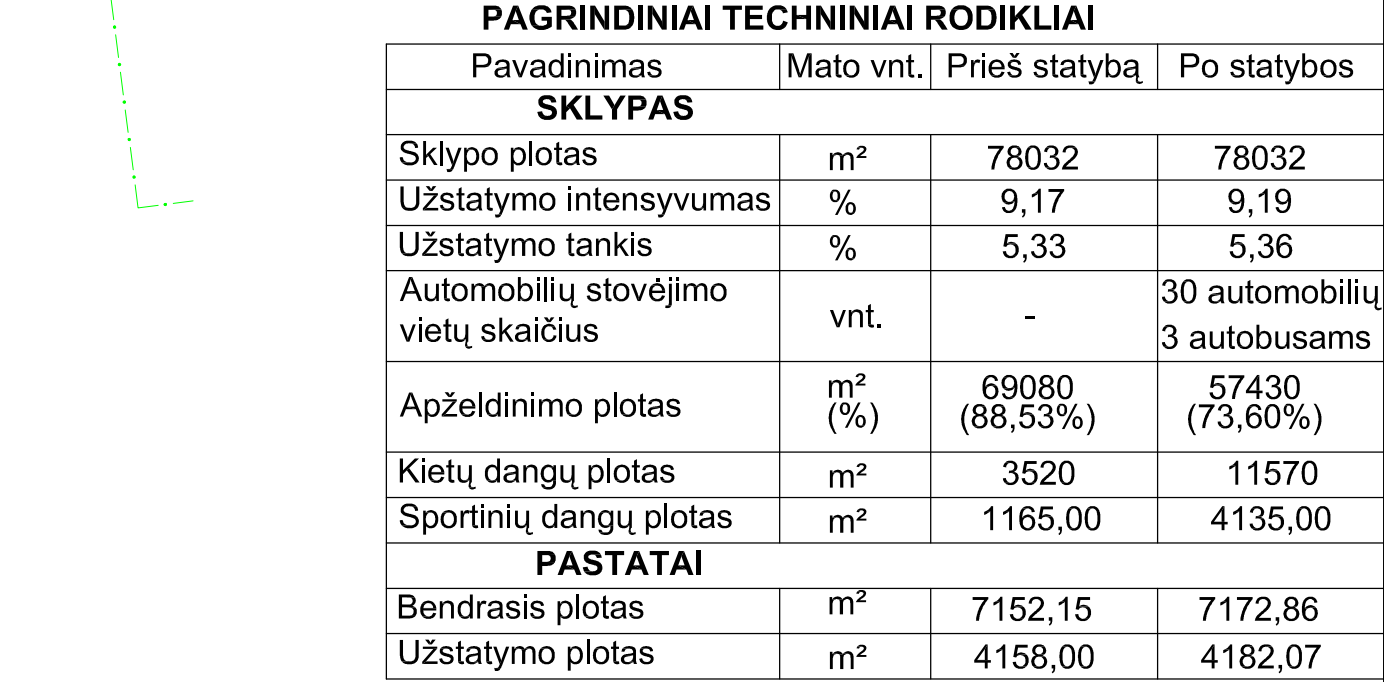 PAGRINDINIAI TECHNINIAI RODIKLIAI
Pavadinimas Mato vnt. Prieš statybą Po statybos
SKLYPAS
Sklypo plotas m² 78032 78032
Užstatymo intensyvumas % 9,17 9,19
Užstatymo tankis % 5,33 5,36
Automobilių stovėjimo vietų skaičius vnt. - 30 automobilių 3 autobusams
Apželdinimo plotas m² (%) 69080 (88,53%) 57430 (73,60%)
Kietų dangų plotas m² 3520 11570
Sportinių dangų plotas m² 1165,00 4135,00
PASTATAI
Bendrasis plotas m² 7152,15 7172,86
Užstatymo plotas m² 4158,00 4182,07